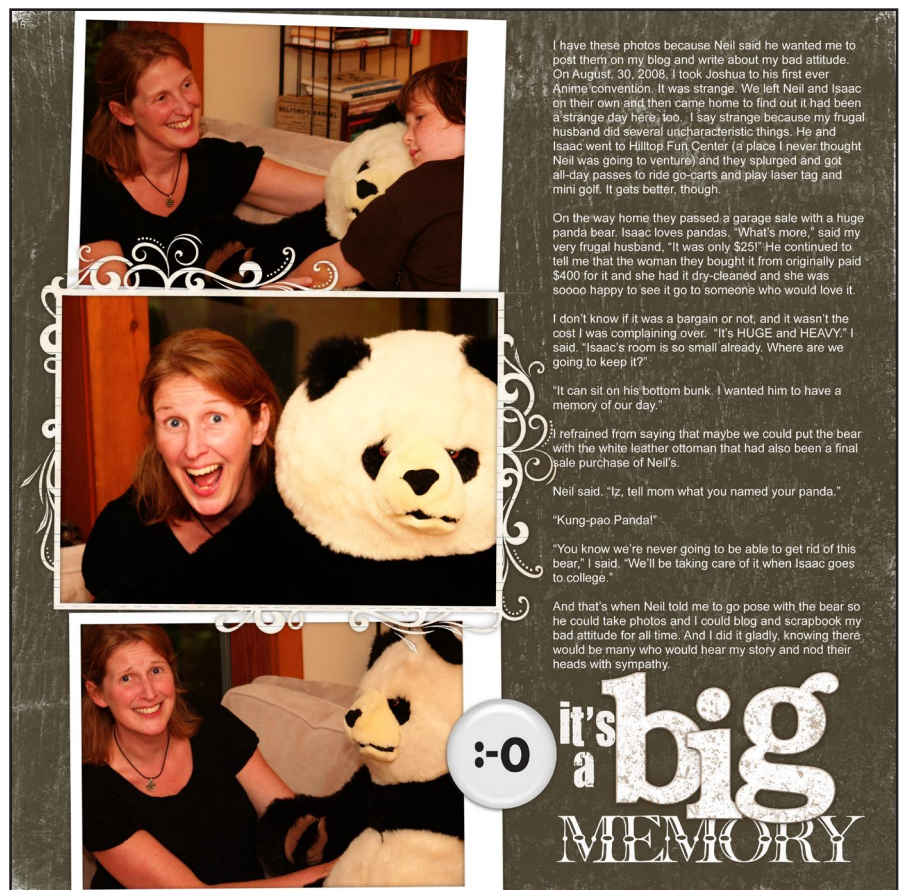 I have these photos because Neil said he wanted me to
post them on my blog and write about my bad attitude.
On August, 30, 2008, I took Joshua to his first ever
Anime convention. It was strange. We left Neil and Isaac
on their own and then came home to find out it had been
a strange day here, too.  I say strange because my frugal
husband did several uncharacteristic things. He and
Isaac went to Hilltop Fun Center (a place I never thought
Neil was going to venture) and they splurged and got
all-day passes to ride go-carts and play laser tag and
mini golf. It gets better, though.
On the way home they passed a garage sale with a huge
panda bear. Isaac loves pandas. “What’s more,” said my
very frugal husband, “It was only $25!” He continued to
tell me that the woman they bought it from originally paid
$400 for it and she had it dry-cleaned and she was
soooo happy to see it go to someone who would love it.
I don’t know if it was a bargain or not, and it wasn’t the
cost I was complaining over.  “It’s HUGE and HEAVY.” I
said. “Isaac’s room is so small already. Where are we
going to keep it?”
“It can sit on his bottom bunk. I wanted him to have a
memory of our day.”
I refrained from saying that maybe we could put the bear
with the white leather ottoman that had also been a final
sale purchase of Neil’s.
Neil said. “Iz, tell mom what you named your panda.”
“Kung-pao Panda!”
“You know we’re never going to be able to get rid of this
bear,” I said. “We’ll be taking care of it when Isaac goes
to college.”
And that’s when Neil told me to go pose with the bear so
he could take photos and I could blog and scrapbook my
bad attitude for all time. And I did it gladly, knowing there
would be many who would hear my story and nod their
heads with sympathy.
:-O
it’s
a
big
MEMORY